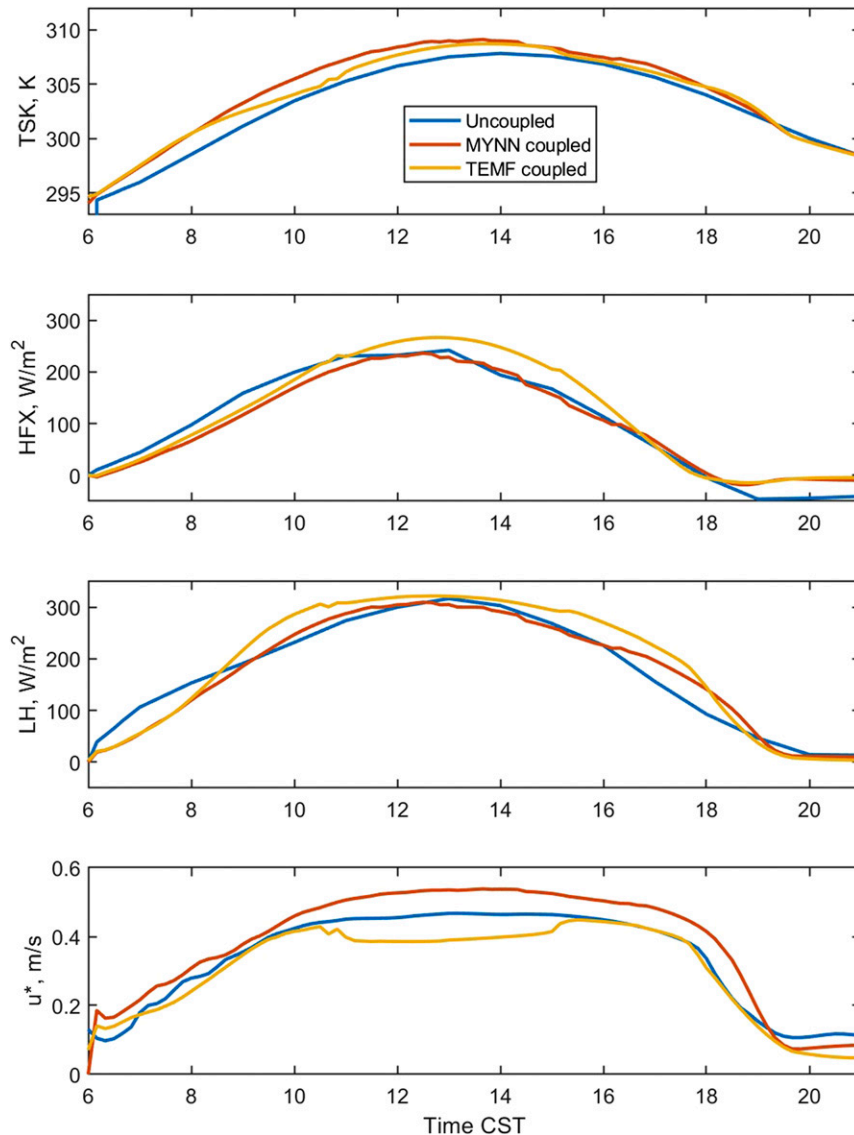 310
305
300
295
TSK, K
Uncoupled
MYNN coupled
TEMF coupled
6 8 10 12 14 16 18 20
300
200
100
0
HFX, W/m²
6 8 10 12 14 16 18 20
300
200
100
0
LH, W/m²
6 8 10 12 14 16 18 20
0.6
0.4
0.2
0
u*, m/s
6 8 10 12 14 16 18 20
Time CST